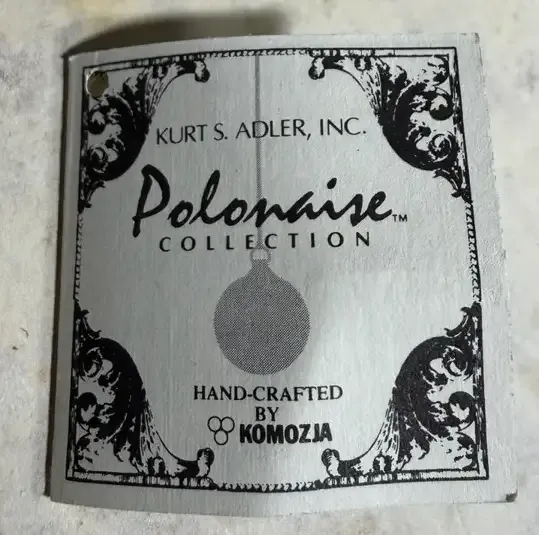 KURT S. ADLER, INC.
Polonaise™
COLLECTION
HAND-CRAFTED
BY
KOMOZJA